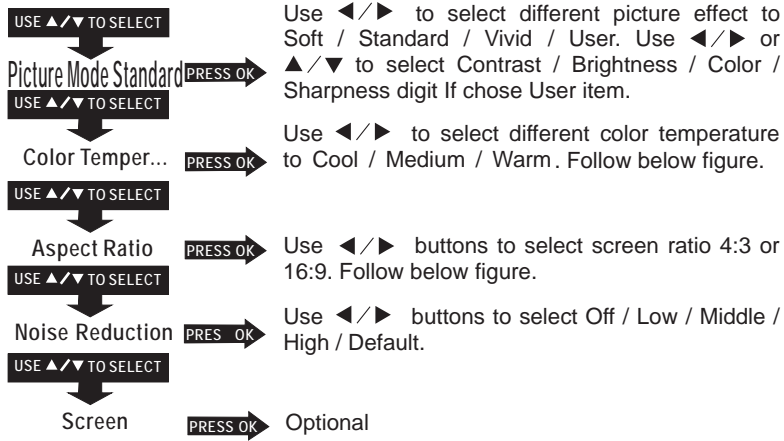 USE ▲/▼ TO SELECT
Use ◀/▶ to select different picture effect to
Soft / Standard / Vivid / User. Use ◀/▶ or
▲/▼ to select Contrast / Brightness / Color /
Sharpness digit If chose User item.
Picture Mode Standard PRESS OK
USE ▲/▼ TO SELECT
Use ◀/▶ to select different color temperature
to Cool / Medium / Warm. Follow below figure.
Color Temper... PRESS OK
USE ▲/▼ TO SELECT
Aspect Ratio PRESS OK
Use ◀/▶ buttons to select screen ratio 4:3 or
16:9. Follow below figure.
USE ▲/▼ TO SELECT
Noise Reduction PRES OK
Use ◀/▶ buttons to select Off / Low / Middle /
High / Default.
USE ▲/▼ TO SELECT
Screen PRESS OK Optional